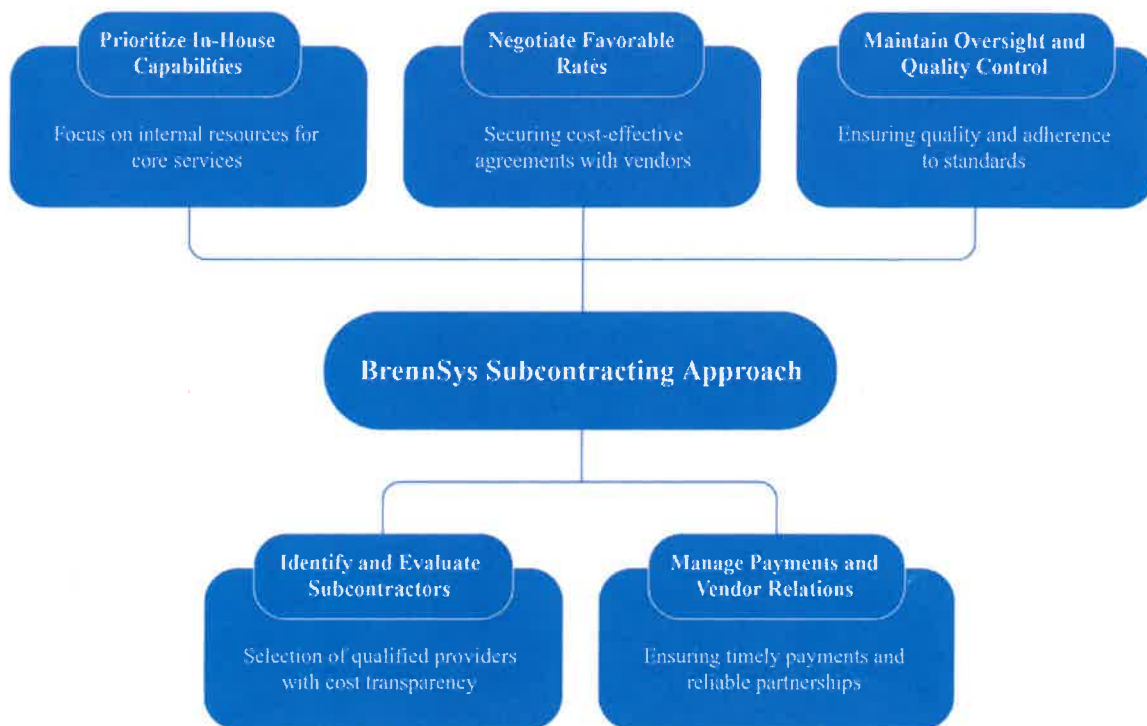 Prioritize In-House
Capabilities
Focus on internal resources for
core services
Negotiate Favorable
Rates
Securing cost-effective
agreements with vendors
Maintain Oversight and
Quality Control
Ensuring quality and adherence
to standards
BrennSys Subcontracting Approach
Identify and Evaluate
Subcontractors
Selection of qualified providers
with cost transparency
Manage Payments and
Vendor Relations
Ensuring timely payments and
reliable partnerships